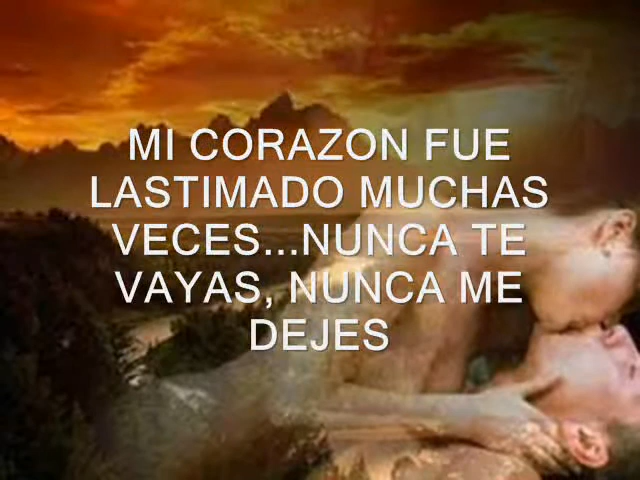 MI CORAZON FUE
LASTIMADO MUCHAS
VECES...NUNCA TE
VAYAS, NUNCA ME
DEJES